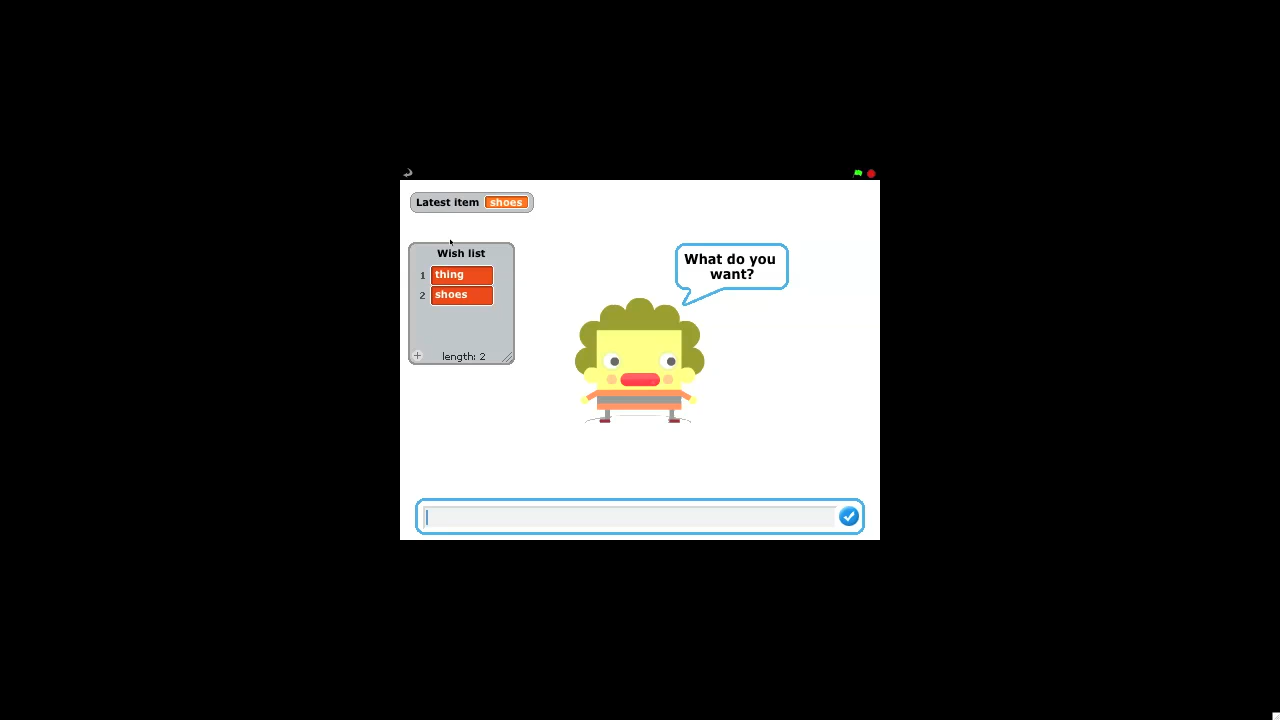 Latest item shoes
Wish list
1 thing
2 shoes
+ length: 2
What do you
want?